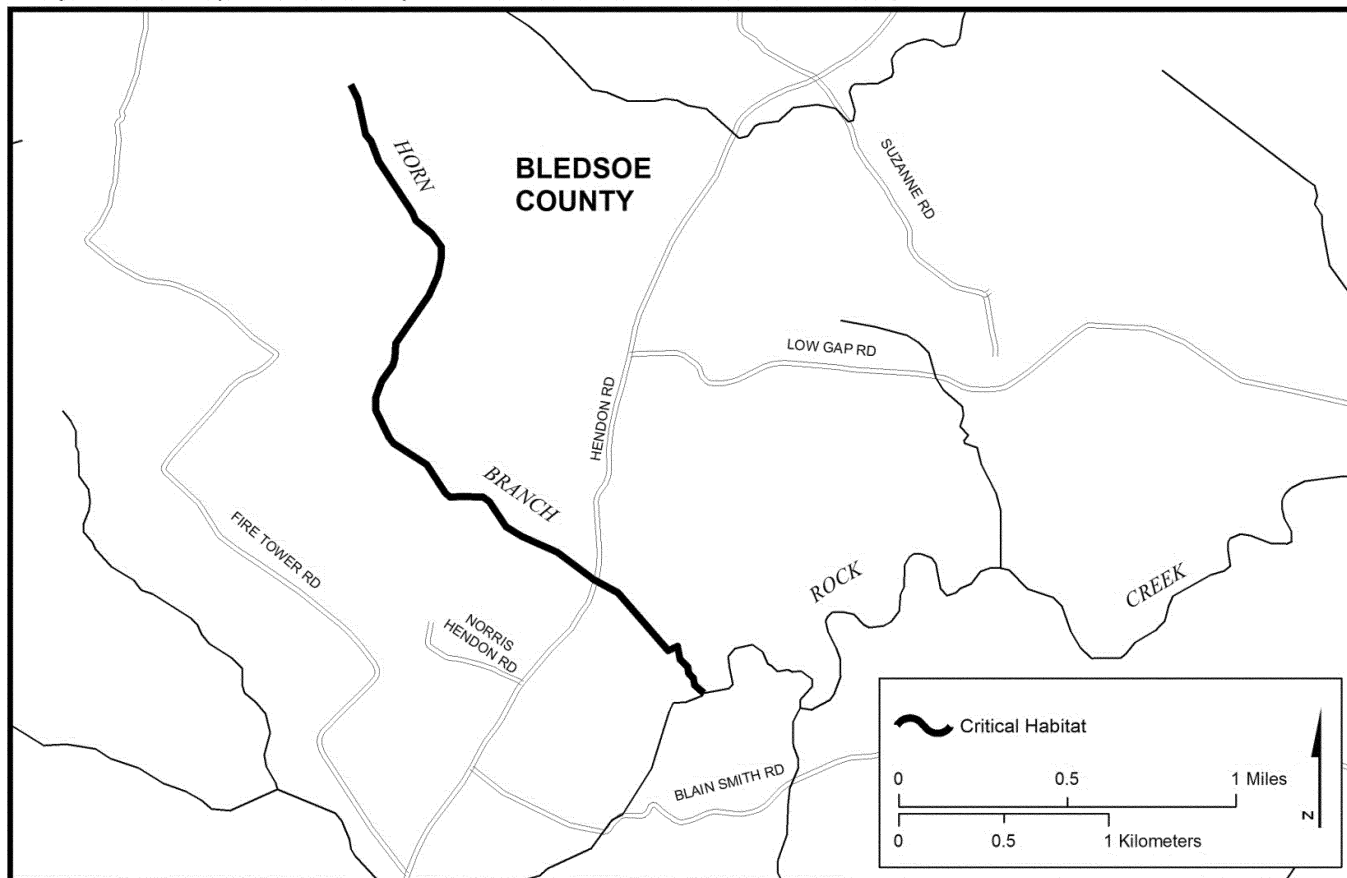 HORN
BLEDSOE
COUNTY
SUZANNE RD
LOW GAP RD
HENDON RD
BRANCH
FIRE TOWER RD
ROCK
CREEK
NORRIS
HENDON RD
BLAIN SMITH RD
Critical Habitat
0 0.5 1 Miles
0 0.5 1 Kilometers
N